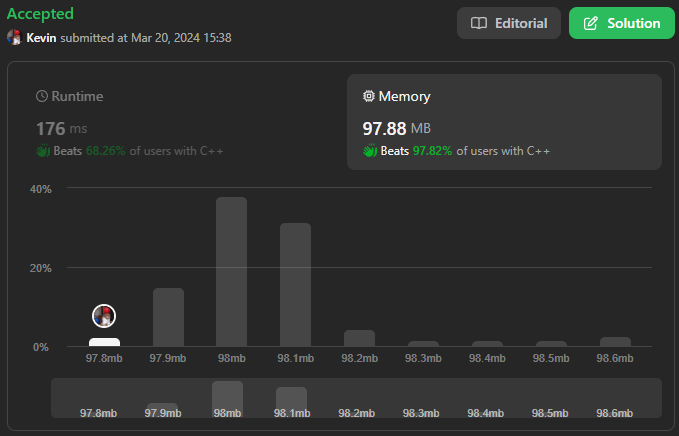 Accepted
Editorial
Solution
Kevin submitted at Mar 20, 2024 15:38
Runtime
Memory
176 ms
97.88 MB
Beats 68.26% of users with C++
Beats 97.82% of users with C++
40%
20%
0%
97.8mb 97.9mb 98mb 98.1mb 98.2mb 98.3mb 98.4mb 98.5mb 98.6mb
97.8mb 97.9mb 98mb 98.1mb 98.2mb 98.3mb 98.4mb 98.5mb 98.6mb